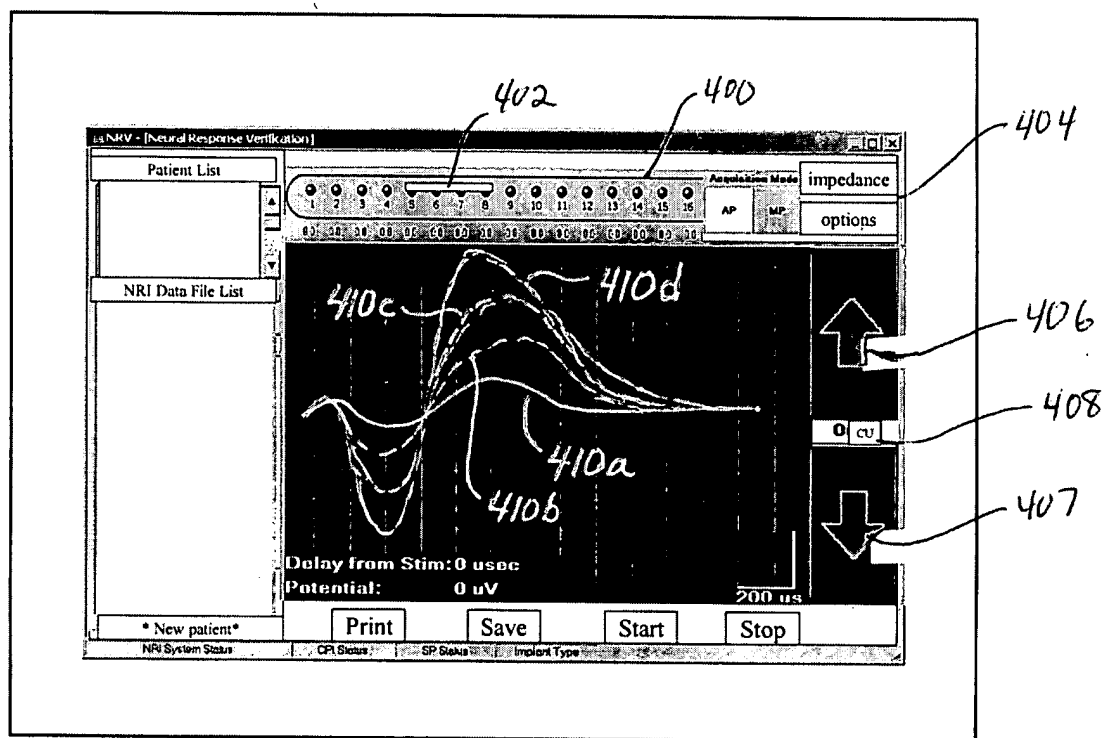 402
400
404
NRV - [Neural Response Verifikation]
Patient List
Acquisition Mode
impedance
1 2 3 4 5 6 7 8 9 10 11 12 13 14 15 16
AP
MP
options
NRI Data File List
410c
410d
406
0 CU
408
410a
410b
407
Delay from Stim: 0 usec
Potential: 0 uV
200 us
* New patient*
Print
Save
Start
Stop
NRI System Status
CPI Status
SP Status
Implant Type